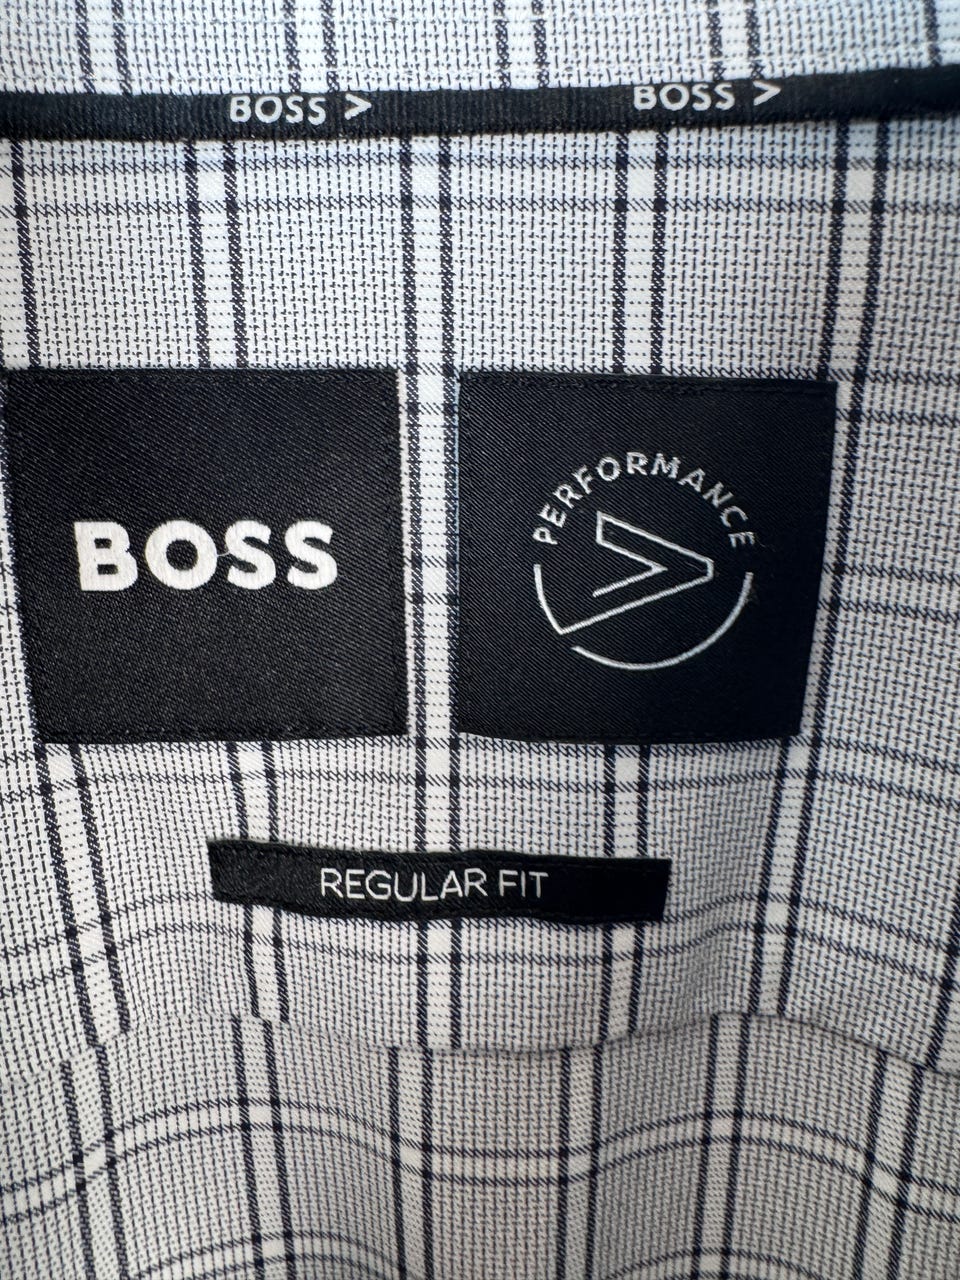 BOSS > BOSS >
BOSS
PERFORMANCE
REGULAR FIT